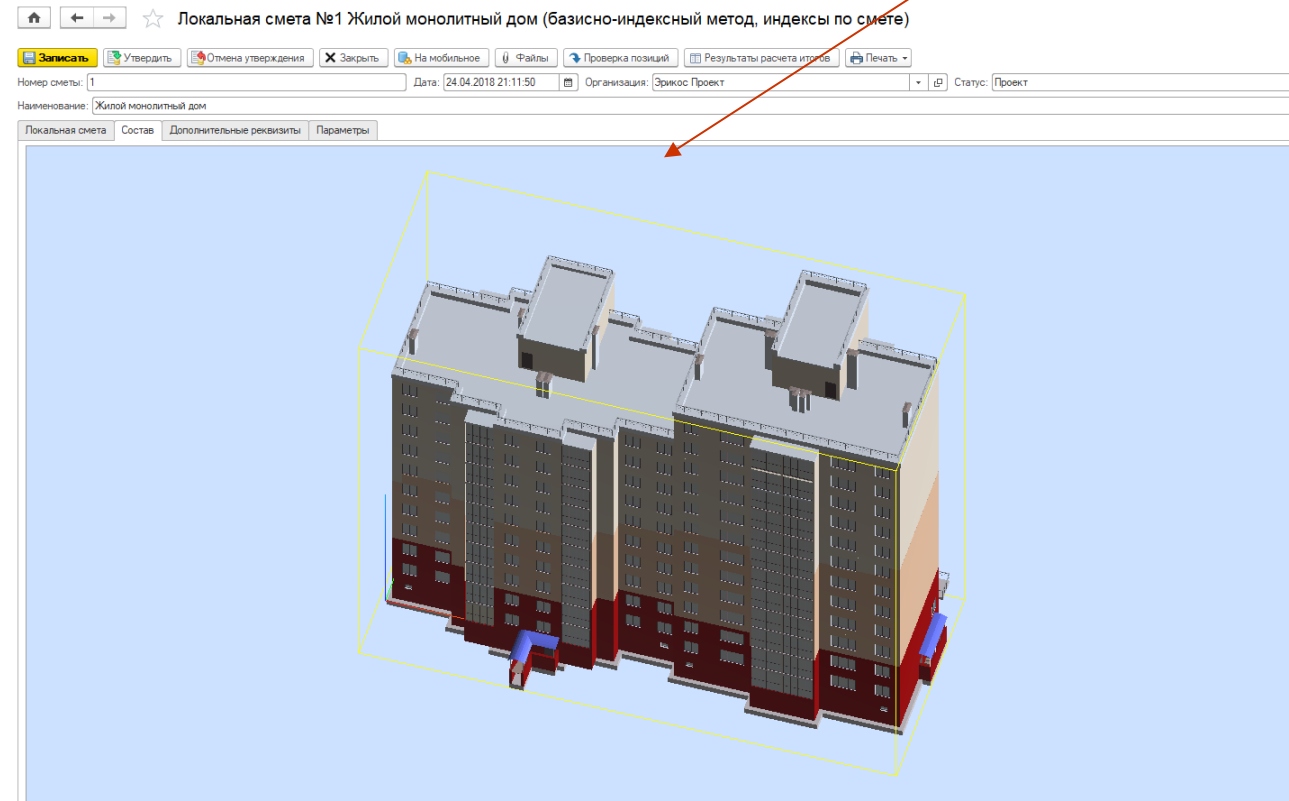 Локальная смета №1 Жилой монолитный дом (базисно-индексный метод, индексы по смете)
Записать Утвердить Отмена утверждения Закрыть На мобильное Файлы Проверка позиций Результаты расчета итогов Печать
Номер сметы: 1 Дата: 24.04.2018 21:11:50 Организация: Эрикос Проект Статус: Проект
Наименование: Жилой монолитный дом
Локальная смета Состав Дополнительные реквизиты Параметры